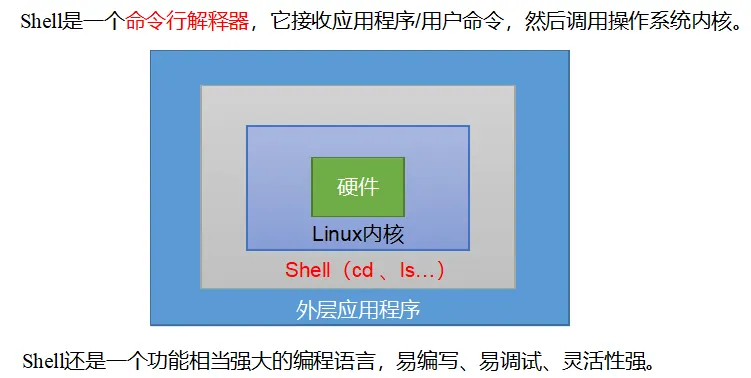 Shell是一个命令行解释器，它接收应用程序/用户命令，然后调用操作系统内核。
硬件
Linux内核
Shell（cd 、ls…）
外层应用程序
Shell还是一个功能相当强大的编程语言，易编写、易调试、灵活性强。